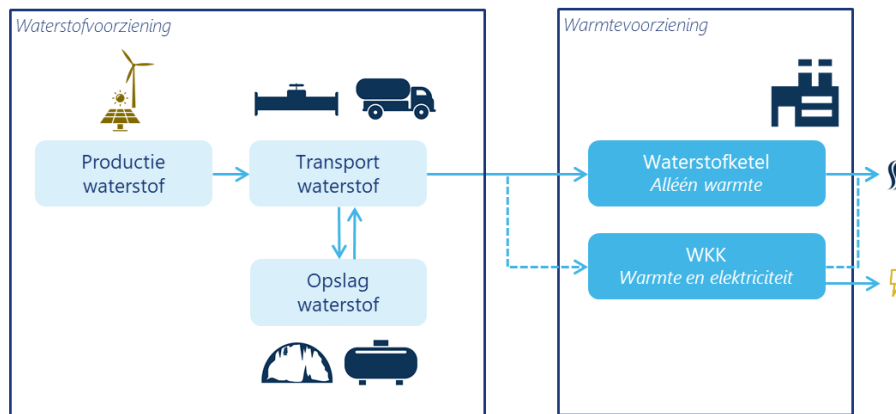 Waterstofvoorziening
Warmtevoorziening
Productie
waterstof
Transport
waterstof
Waterstofketel
Alléén warmte
WKK
Warmte en elektriciteit
Opslag
waterstof